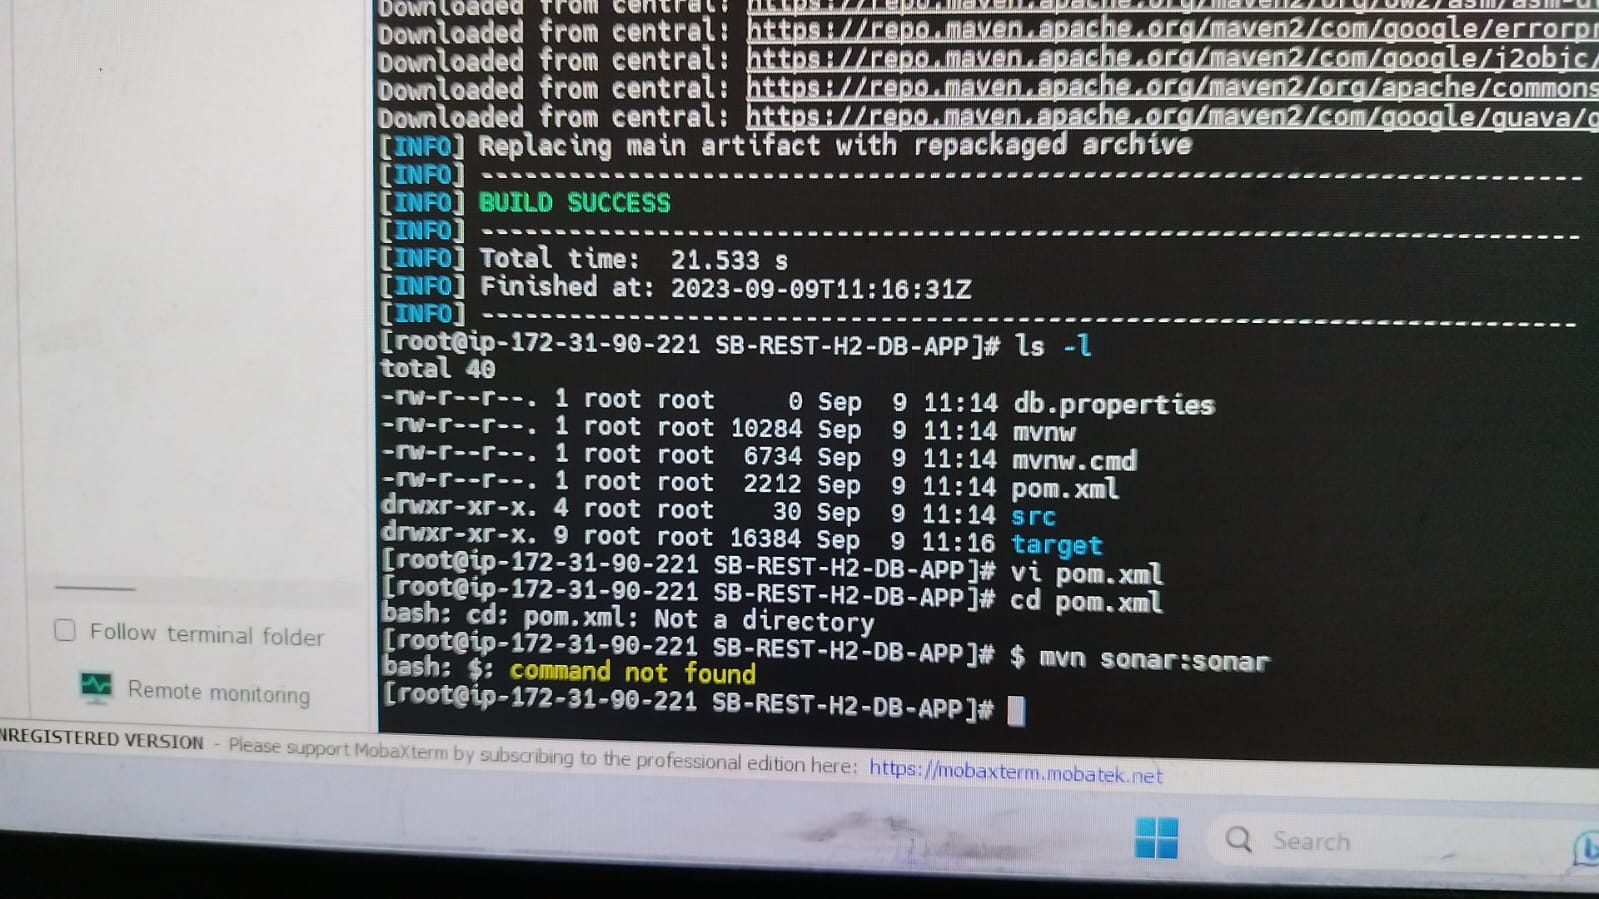 Downloaded from central: https://repo.maven.apache.org/maven2/org/ow2/asm/asm-
Downloaded from central: https://repo.maven.apache.org/maven2/com/google/errorpr
Downloaded from central: https://repo.maven.apache.org/maven2/com/google/j2objc/
Downloaded from central: https://repo.maven.apache.org/maven2/org/apache/commons
Downloaded from central: https://repo.maven.apache.org/maven2/com/google/guava/g
[INFO] Replacing main artifact with repackaged archive
[INFO] ------------------------------------------------------------------------
[INFO] BUILD SUCCESS
[INFO] ------------------------------------------------------------------------
[INFO] Total time:  21.533 s
[INFO] Finished at: 2023-09-09T11:16:31Z
[INFO] ------------------------------------------------------------------------
[root@ip-172-31-90-221 SB-REST-H2-DB-APP]# ls -l
total 40
-rw-r--r--. 1 root root     0 Sep  9 11:14 db.properties
-rw-r--r--. 1 root root 10284 Sep  9 11:14 mvnw
-rw-r--r--. 1 root root  6734 Sep  9 11:14 mvnw.cmd
-rw-r--r--. 1 root root  2212 Sep  9 11:14 pom.xml
drwxr-xr-x. 4 root root    30 Sep  9 11:14 src
drwxr-xr-x. 9 root root 16384 Sep  9 11:16 target
[root@ip-172-31-90-221 SB-REST-H2-DB-APP]# vi pom.xml
[root@ip-172-31-90-221 SB-REST-H2-DB-APP]# cd pom.xml
bash: cd: pom.xml: Not a directory
[root@ip-172-31-90-221 SB-REST-H2-DB-APP]# $ mvn sonar:sonar
bash: $: command not found
[root@ip-172-31-90-221 SB-REST-H2-DB-APP]#
Follow terminal folder
Remote monitoring
NREGISTERED VERSION - Please support MobaXterm by subscribing to the professional edition here: https://mobaxterm.mobatek.net
Search